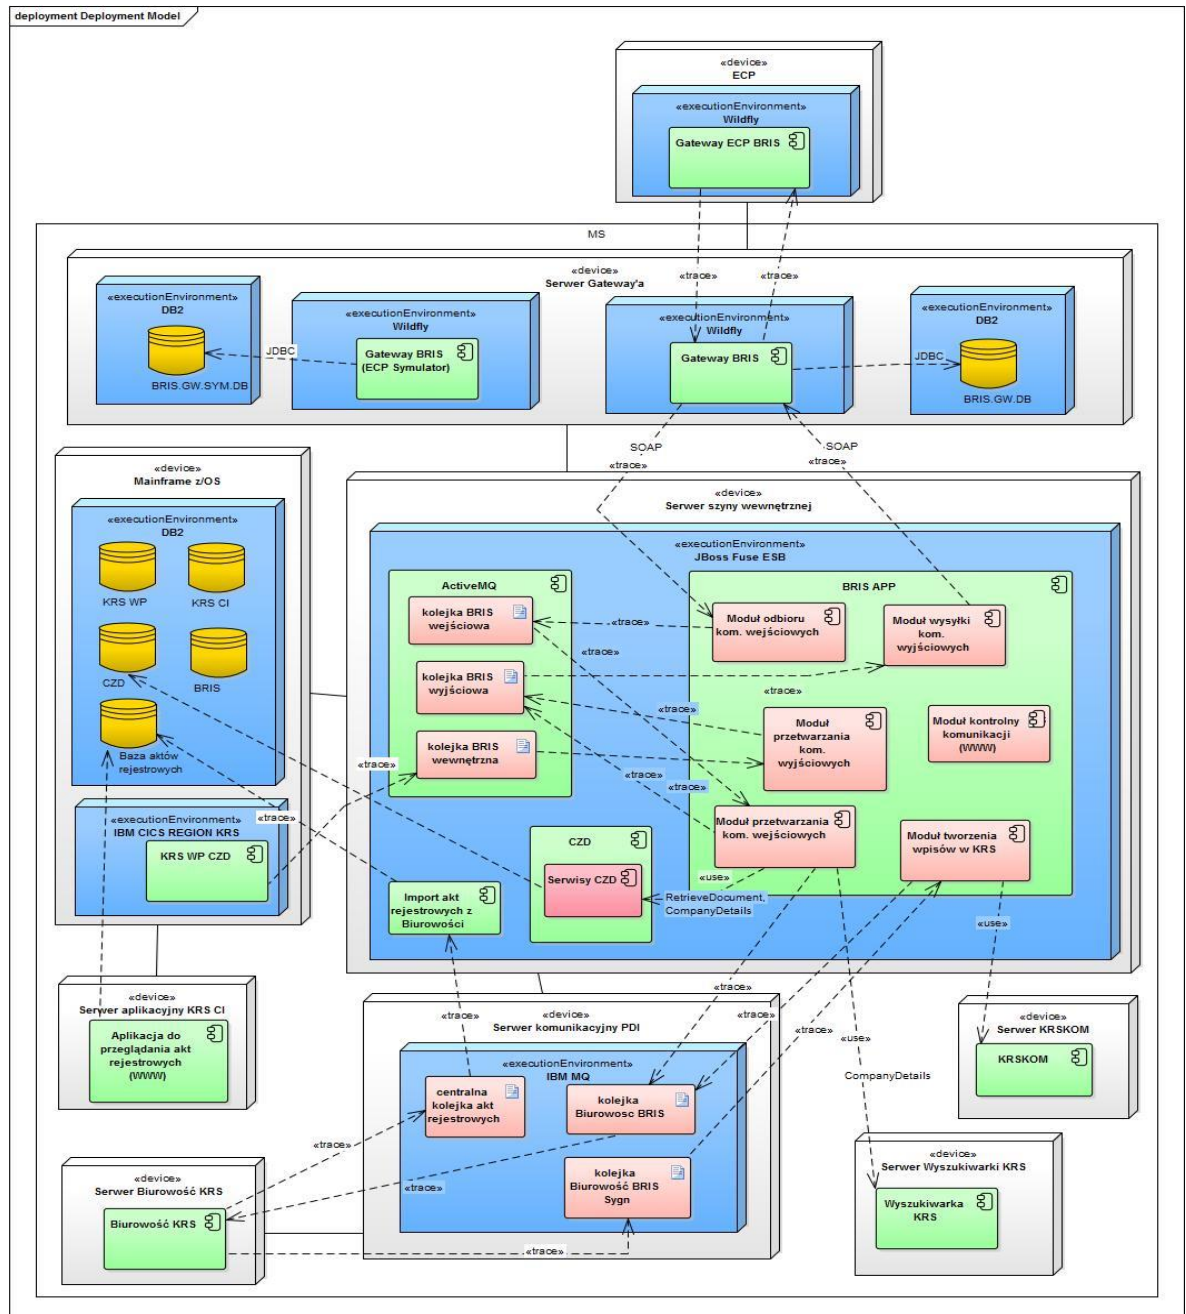 deployment Deployment Model
«device»
ECP
«executionEnvironment»
Wildfly
Gateway ECP BRIS
MS
«trace»
«trace»
«device»
Serwer Gateway'a
«executionEnvironment»
DB2
BRIS.GW.SYM.DB
JDBC
«executionEnvironment»
Wildfly
Gateway BRIS
(ECP Symulator)
«executionEnvironment»
Wildfly
Gateway BRIS
JDBC
«executionEnvironment»
DB2
BRIS.GW.DB
SOAP
«trace»
SOAP
«trace»
«device»
Mainframe z/OS
«executionEnvironment»
DB2
KRS WP
KRS CI
CZD
BRIS
Baza aktów
rejestrowych
«trace»
«trace»
«executionEnvironment»
IBM CICS REGION KRS
KRS WP CZD
«device»
Serwer szyny wewnętrznej
«executionEnvironment»
JBoss Fuse ESB
ActiveMQ
kolejka BRIS
wejściowa
kolejka BRIS
wyjściowa
kolejka BRIS
wewnętrzna
«trace»
«trace»
«trace»
«trace»
«trace»
«trace»
BRIS APP
Moduł odbioru
kom. wejściowych
Moduł wysyłki
kom.
wyjściowych
Moduł
przetwarzania
kom.
wyjściowych
Moduł kontrolny
komunikacji
(WWW)
Moduł przetwarzania
kom. wejściowych
Moduł tworzenia
wpisów w KRS
CZD
Serwisy CZD
«use»
RetrieveDocument,
CompanyDetails
Import akt
rejestrowych z
Biurowości
«use»
«device»
Serwer aplikacyjny KRS CI
Aplikacja do
przeglądania akt
rejestrowych
(WWW)
«trace»
«trace»
«trace»
«trace»
«device»
Serwer komunikacyjny PDI
«executionEnvironment»
IBM MQ
centralna
kolejka akt
rejestrowych
kolejka
Biurowosc BRIS
kolejka
Biurowość BRIS
Sygn
«use»
CompanyDetails
«device»
Serwer KRSKOM
KRSKOM
«trace»
«trace»
«trace»
«device»
Serwer Biurowość KRS
Biurowość KRS
«device»
Serwer Wyszukiwarki KRS
Wyszukiwarka
KRS